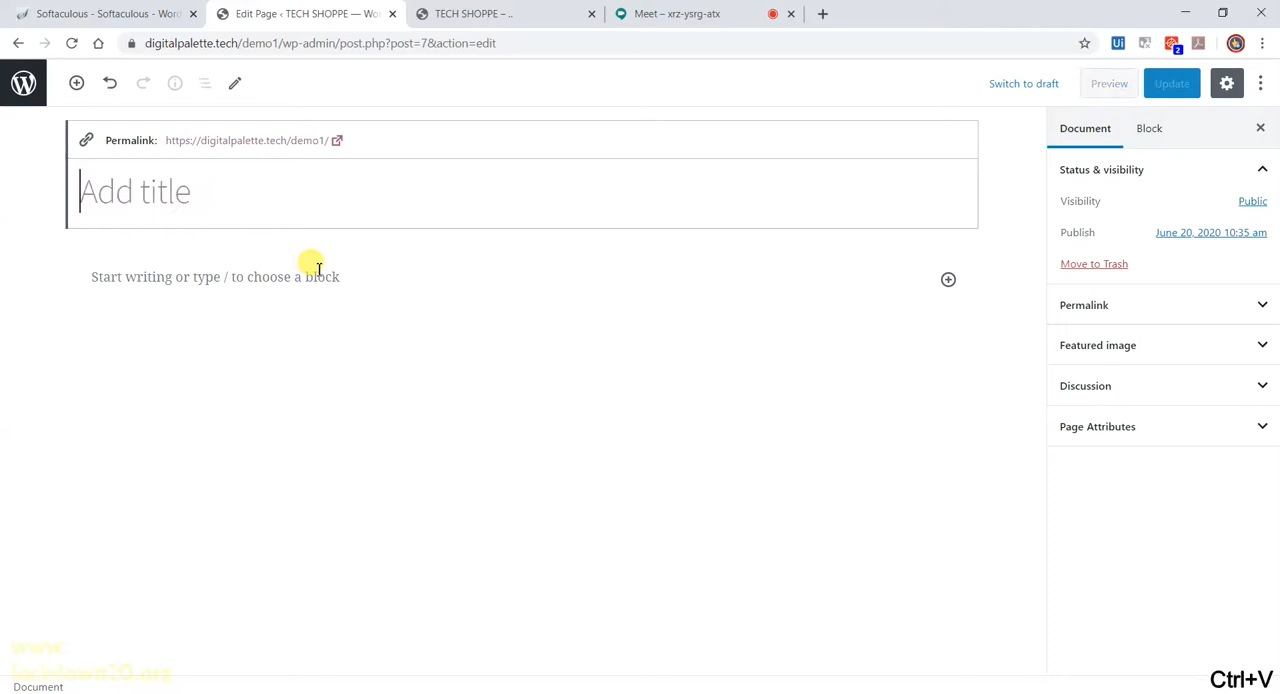 Softaculous - Softaculous - Word
Edit Page ‹ TECH SHOPPE — Wo
TECH SHOPPE – ..
Meet – xrz-ysrg-atx
digitalpalette.tech/demo1/wp-admin/post.php?post=7&action=edit
Ui
2
Switch to draft
Preview
Update
Permalink: https://digitalpalette.tech/demo1/
Add title
Start writing or type / to choose a block
Document
Block
Status & visibility
Visibility
Public
Publish
June 20, 2020 10:35 am
Move to Trash
Permalink
Featured image
Discussion
Page Attributes
www.
Document
Ctrl+V